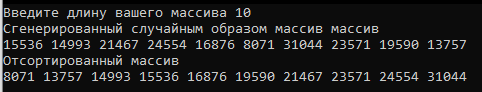 Введите длину вашего массива 10
Сгенерированный случайным образом массив массив
15536 14993 21467 24554 16876 8071 31044 23571 19590 13757
Отсортированный массив
8071 13757 14993 15536 16876 19590 21467 23571 24554 31044